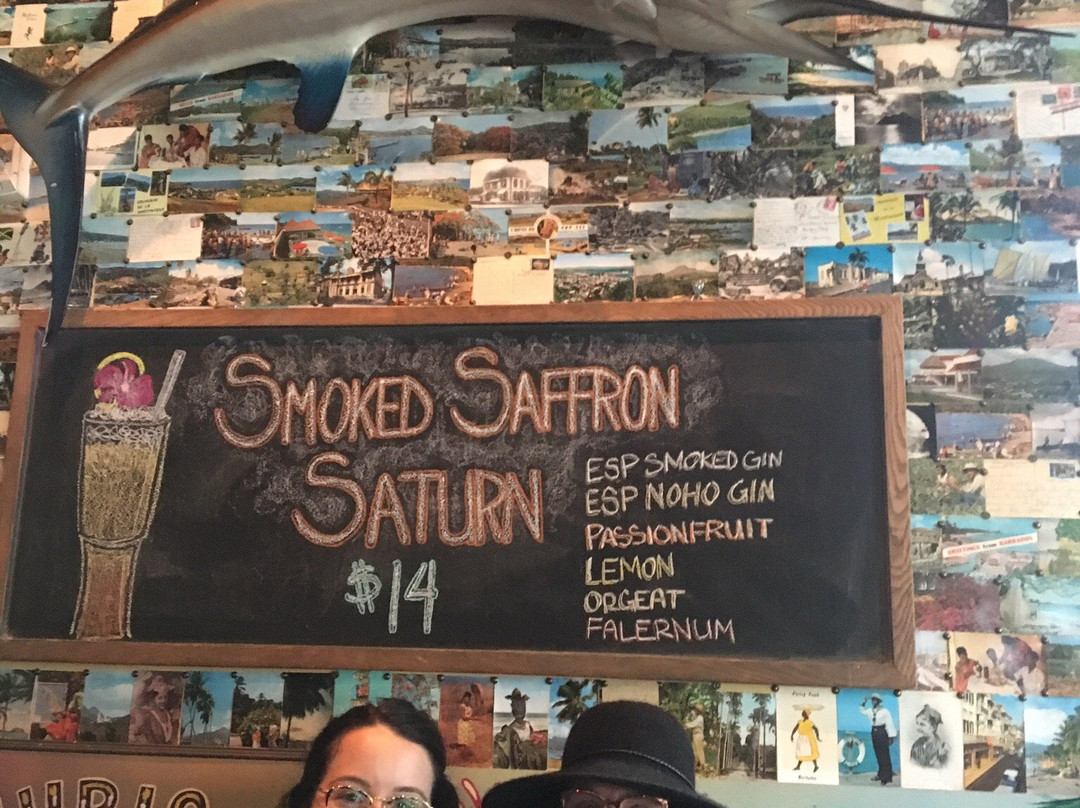 SMOKED SAFFRON
SATURN
$14
ESP SMOKED GIN
ESP NOHO GIN
PASSIONFRUIT
LEMON
ORGEAT
FALERNUM